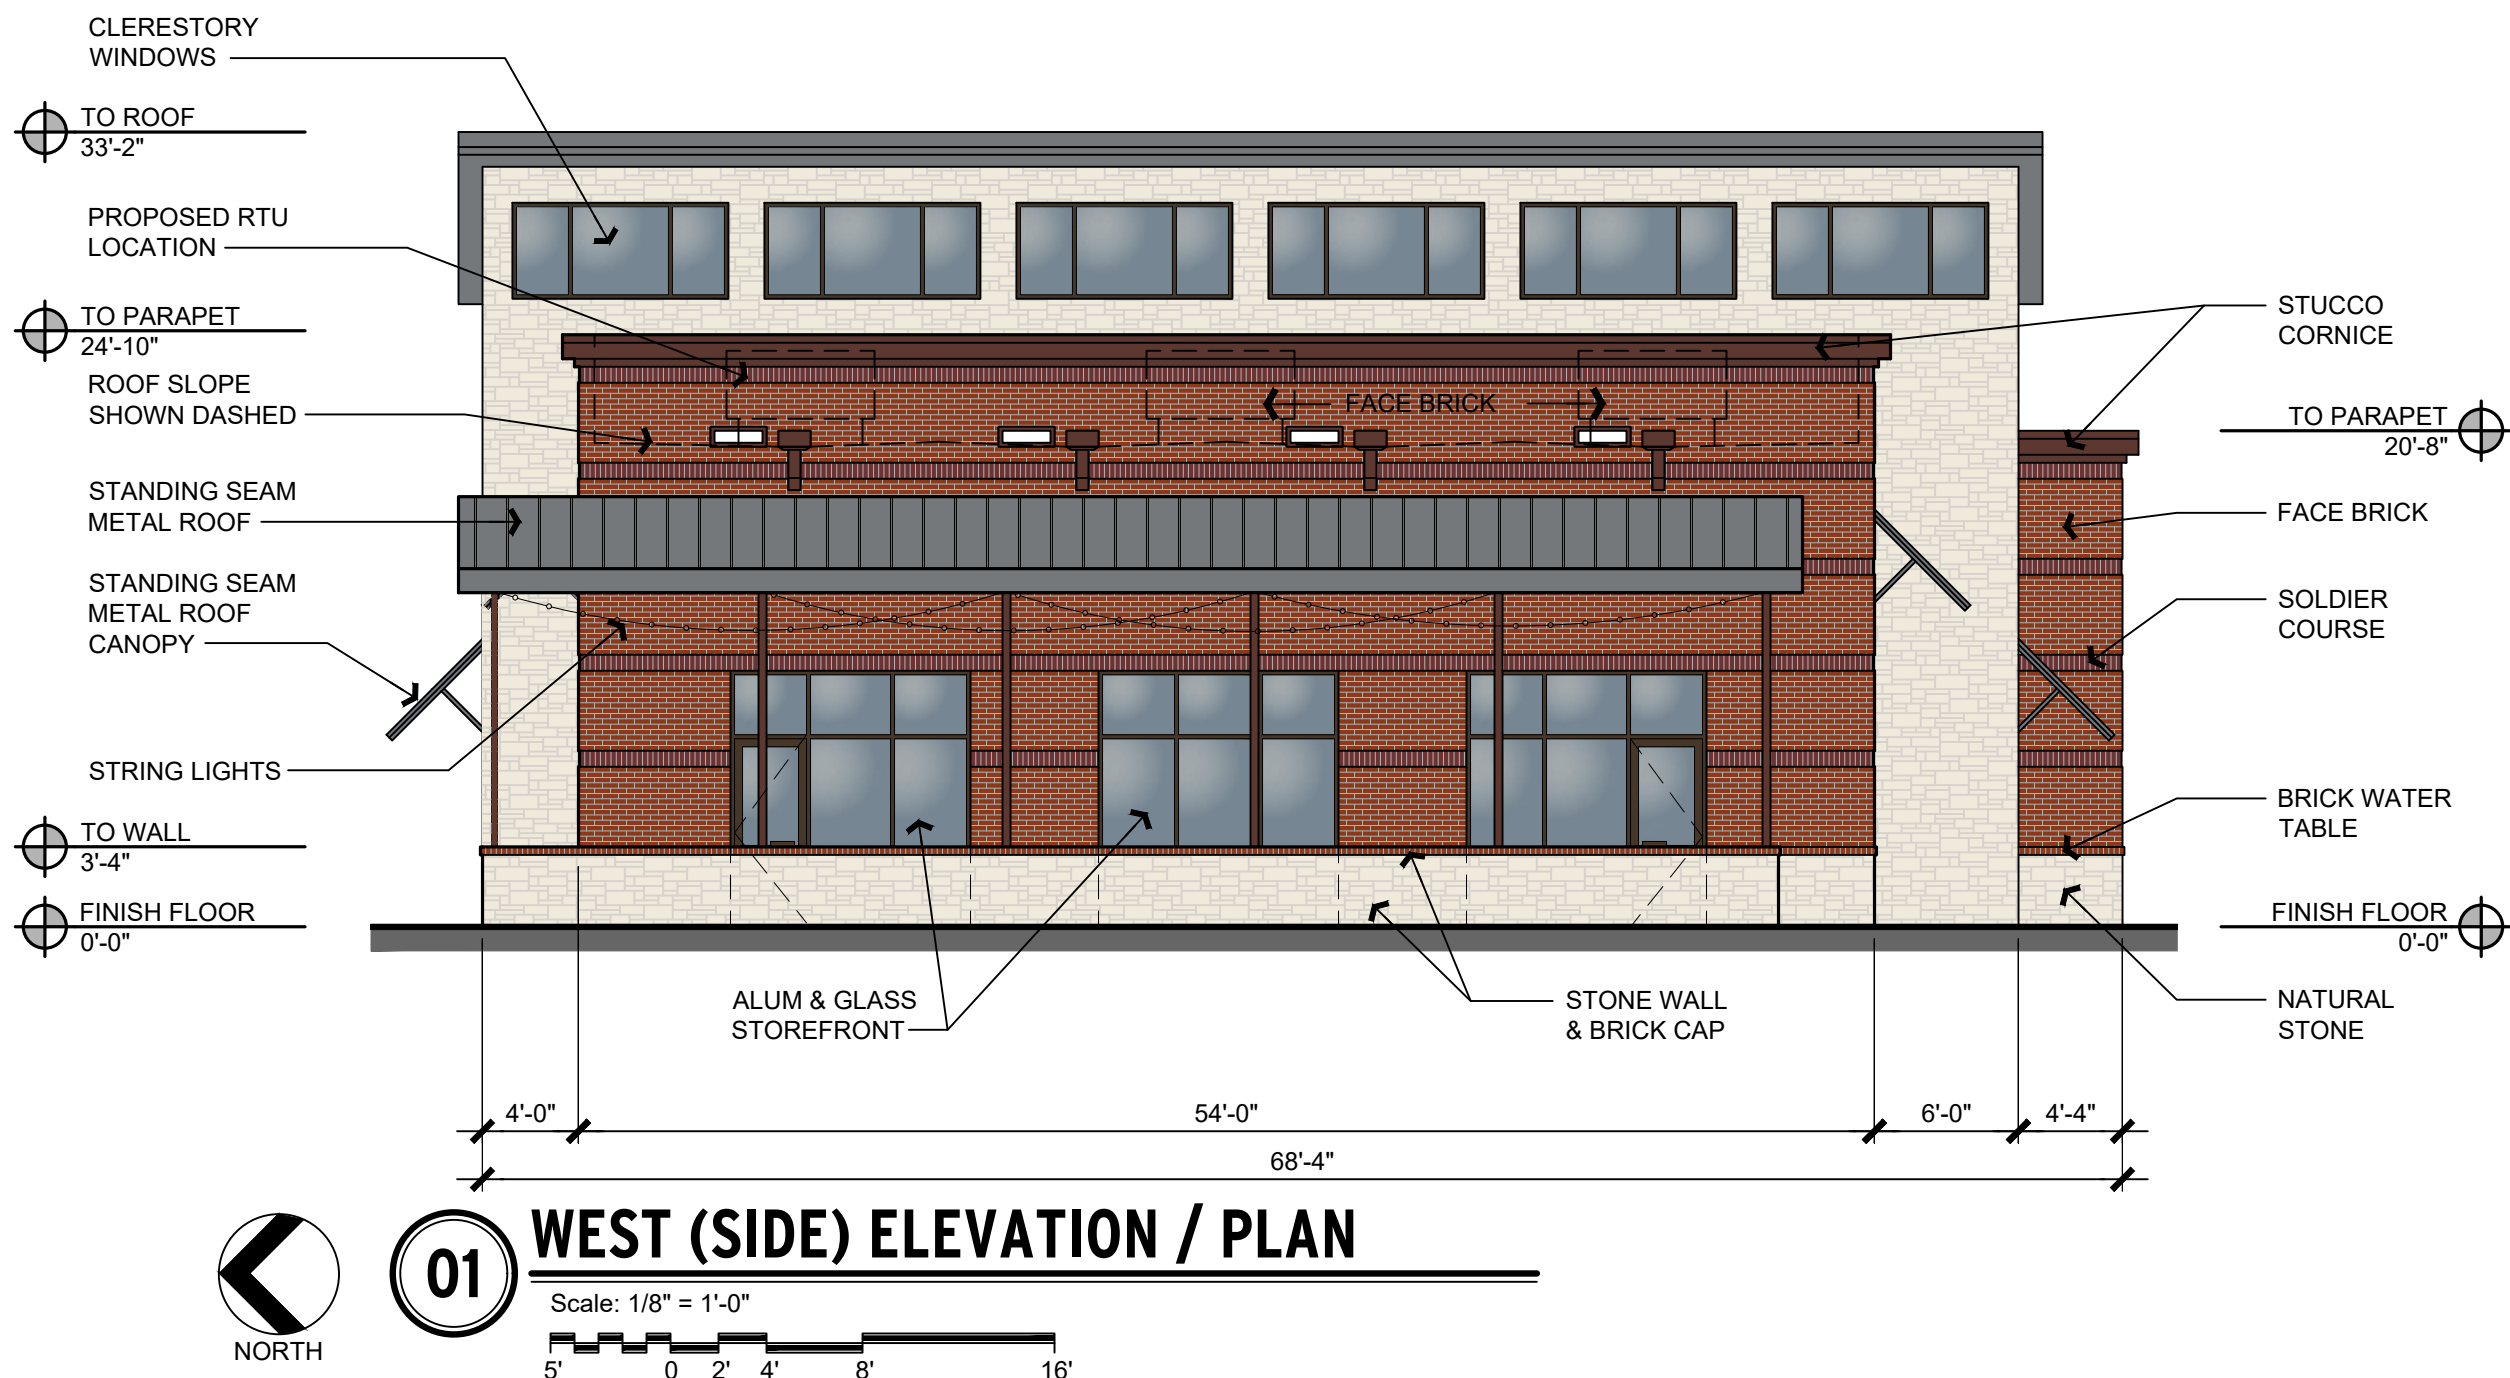 CLERESTORY
WINDOWS
TO ROOF
33'-2"
PROPOSED RTU
LOCATION
TO PARAPET
24'-10"
ROOF SLOPE
SHOWN DASHED
STANDING SEAM
METAL ROOF
STANDING SEAM
METAL ROOF
CANOPY
STRING LIGHTS
TO WALL
3'-4"
FINISH FLOOR
0'-0"
FACE BRICK
STUCCO
CORNICE
TO PARAPET
20'-8"
FACE BRICK
SOLDIER
COURSE
BRICK WATER
TABLE
FINISH FLOOR
0'-0"
NATURAL
STONE
ALUM & GLASS
STOREFRONT
STONE WALL
& BRICK CAP
4'-0"
54'-0"
6'-0"
4'-4"
68'-4"
NORTH
01
WEST (SIDE) ELEVATION / PLAN
Scale: 1/8" = 1'-0"
5' 0 2' 4' 8' 16'